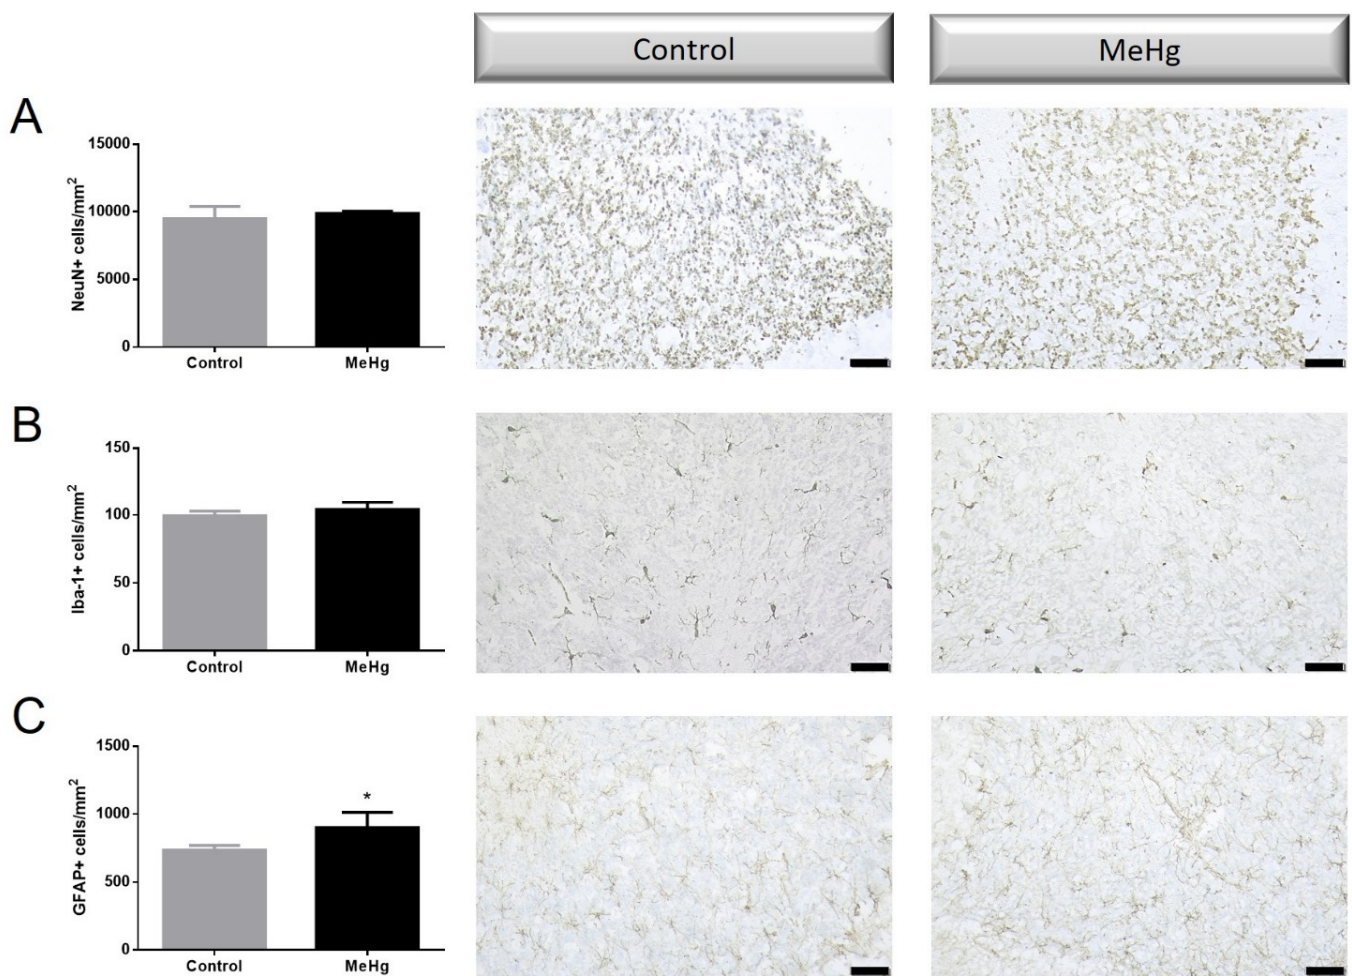 Control
MeHg
A
NeuN+ cells/mm²
15000
10000
5000
0
Control
MeHg
B
Iba-1+ cells/mm²
150
100
50
0
Control
MeHg
C
GFAP+ cells/mm²
1500
1000
500
0
*
Control
MeHg